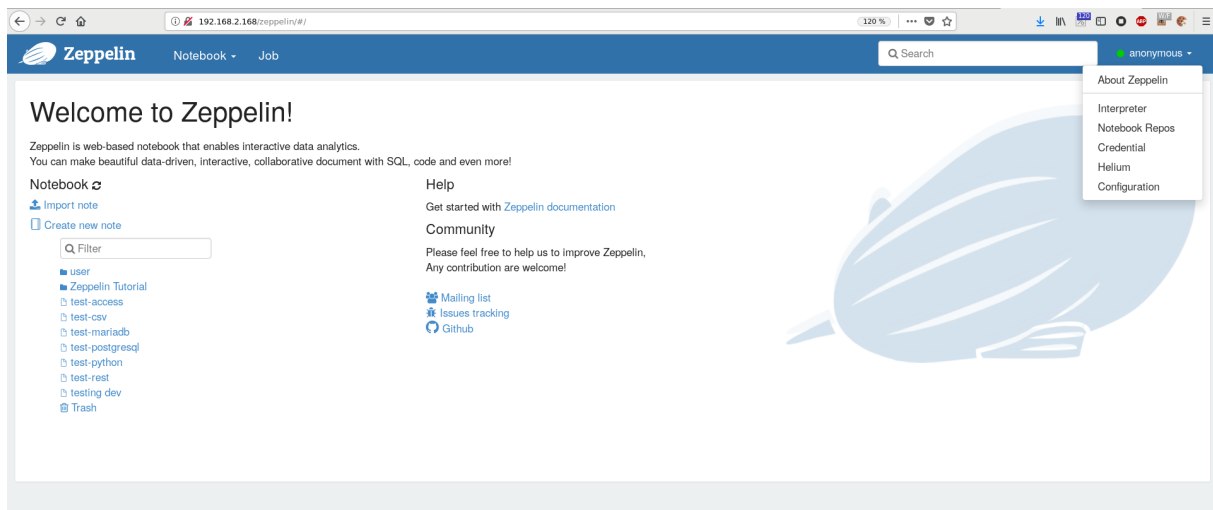 192.168.2.168/zeppelin/#/
120 %
Zeppelin
Notebook
Job
Search
anonymous
About Zeppelin
Interpreter
Notebook Repos
Credential
Helium
Configuration
Welcome to Zeppelin!
Zeppelin is web-based notebook that enables interactive data analytics.
You can make beautiful data-driven, interactive, collaborative document with SQL, code and even more!
Notebook
Import note
Create new note
Filter
user
Zeppelin Tutorial
test-access
test-csv
test-mariadb
test-postgresql
test-python
test-rest
testing dev
Trash
Help
Get started with Zeppelin documentation
Community
Please feel free to help us to improve Zeppelin,
Any contribution are welcome!
Mailing list
Issues tracking
Github
120
ABP